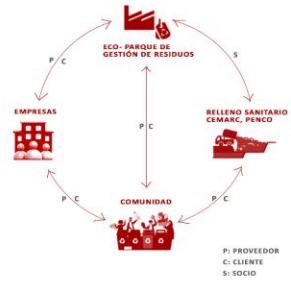 ECO- PARQUE DE
GESTIÓN DE RESIDUOS
P C
S
EMPRESAS
RELLENO SANITARIO
CEMARC, PENCO
P C
P C
P C
COMUNIDAD
P: PROVEEDOR
C: CLIENTE
S: SOCIO